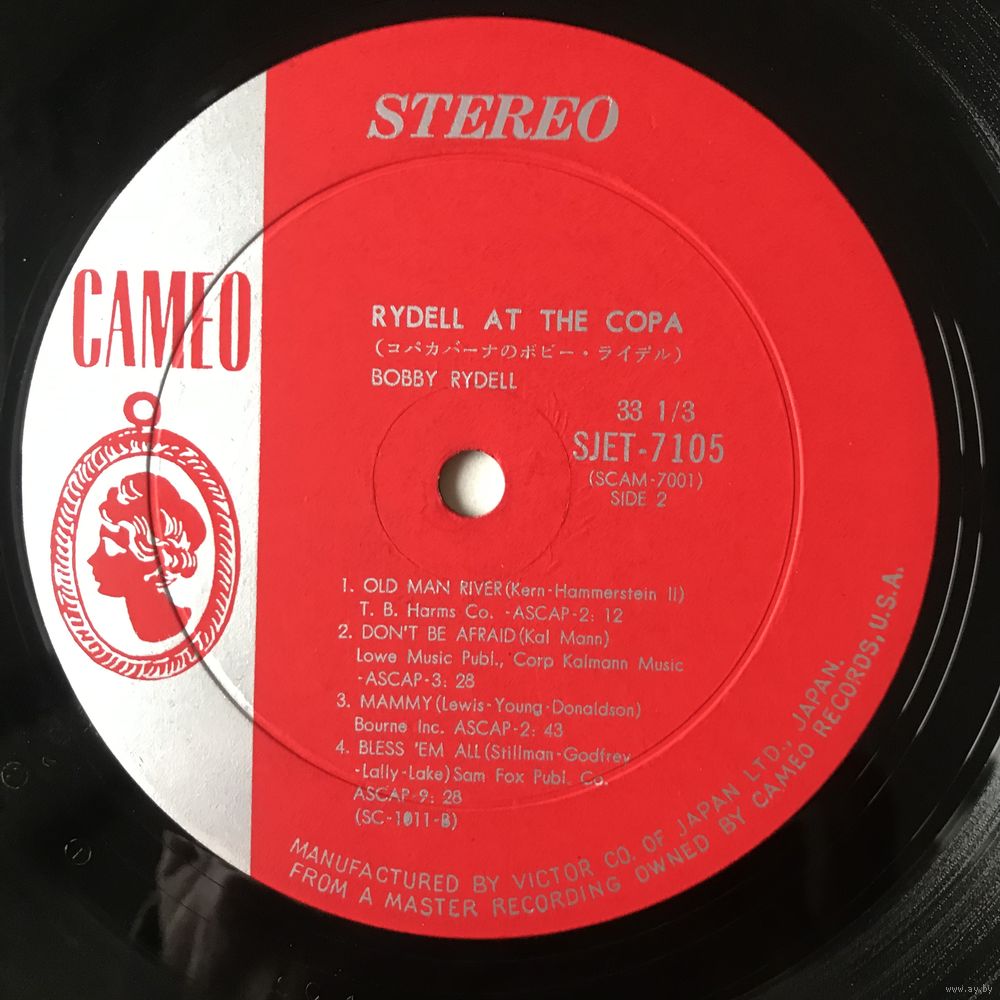 STEREO
CAMEO
RYDELL AT THE COPA
(コパカバーナのボビー・ライデル)
BOBBY RYDELL
33 1/3
SJET-7105
(SCAM-7001)
SIDE 2
1. OLD MAN RIVER(Kern-Hammerstein II)
T. B. Harms Co. -ASCAP-2: 12
2. DON'T BE AFRAID(Kal Mann)
Lowe Music Publ., Corp Kalmann Music
-ASCAP-3: 28
3. MAMMY(Lewis-Young-Donaldson)
Bourne Inc. ASCAP-2: 43
4. BLESS 'EM ALL(Stillman-Godfrey
-Lally-Lake)Sam Fox Publ. Co.
ASCAP-9: 28
(SC-1011-B)
MANUFACTURED BY VICTOR CO. OF JAPAN LTD., JAPAN.
FROM A MASTER RECORDING OWNED BY CAMEO RECORDS, U.S.A.
www.ay.by